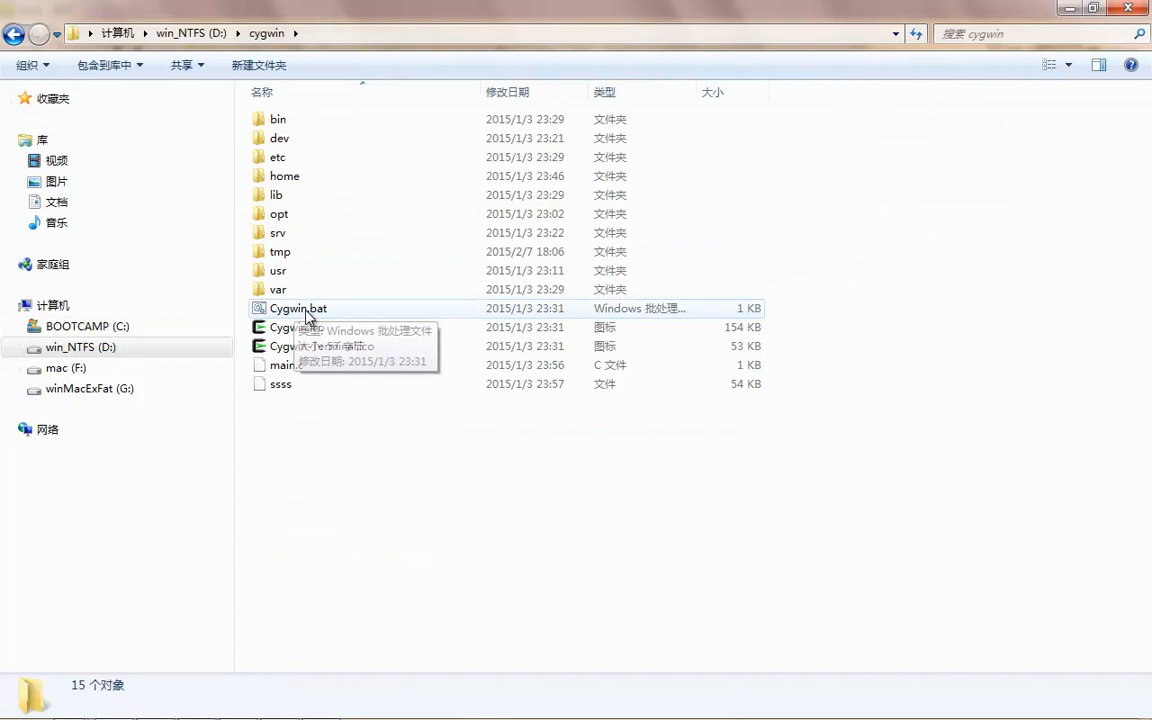 计算机 win_NTFS (D:) cygwin 搜索 cygwin
组织 包含到库中 共享 新建文件夹
收藏夹
库
视频
图片
文档
音乐
家庭组
计算机
BOOTCAMP (C:)
win_NTFS (D:)
mac (F:)
winMacExFat (G:)
网络
名称 修改日期 类型 大小
bin 2015/1/3 23:29 文件夹
dev 2015/1/3 23:21 文件夹
etc 2015/1/3 23:29 文件夹
home 2015/1/3 23:46 文件夹
lib 2015/1/3 23:29 文件夹
opt 2015/1/3 23:02 文件夹
srv 2015/1/3 23:22 文件夹
tmp 2015/2/7 18:06 文件夹
usr 2015/1/3 23:11 文件夹
var 2015/1/3 23:29 文件夹
Cygwin.bat 2015/1/3 23:31 Windows 批处理... 1 KB
2015/1/3 23:31 图标 154 KB
2015/1/3 23:31 图标 53 KB
2015/1/3 23:56 C 文件 1 KB
ssss 2015/1/3 23:57 文件 54 KB
类型: Windows 批处理文件
修改日期: 2015/1/3 23:31
15 个对象